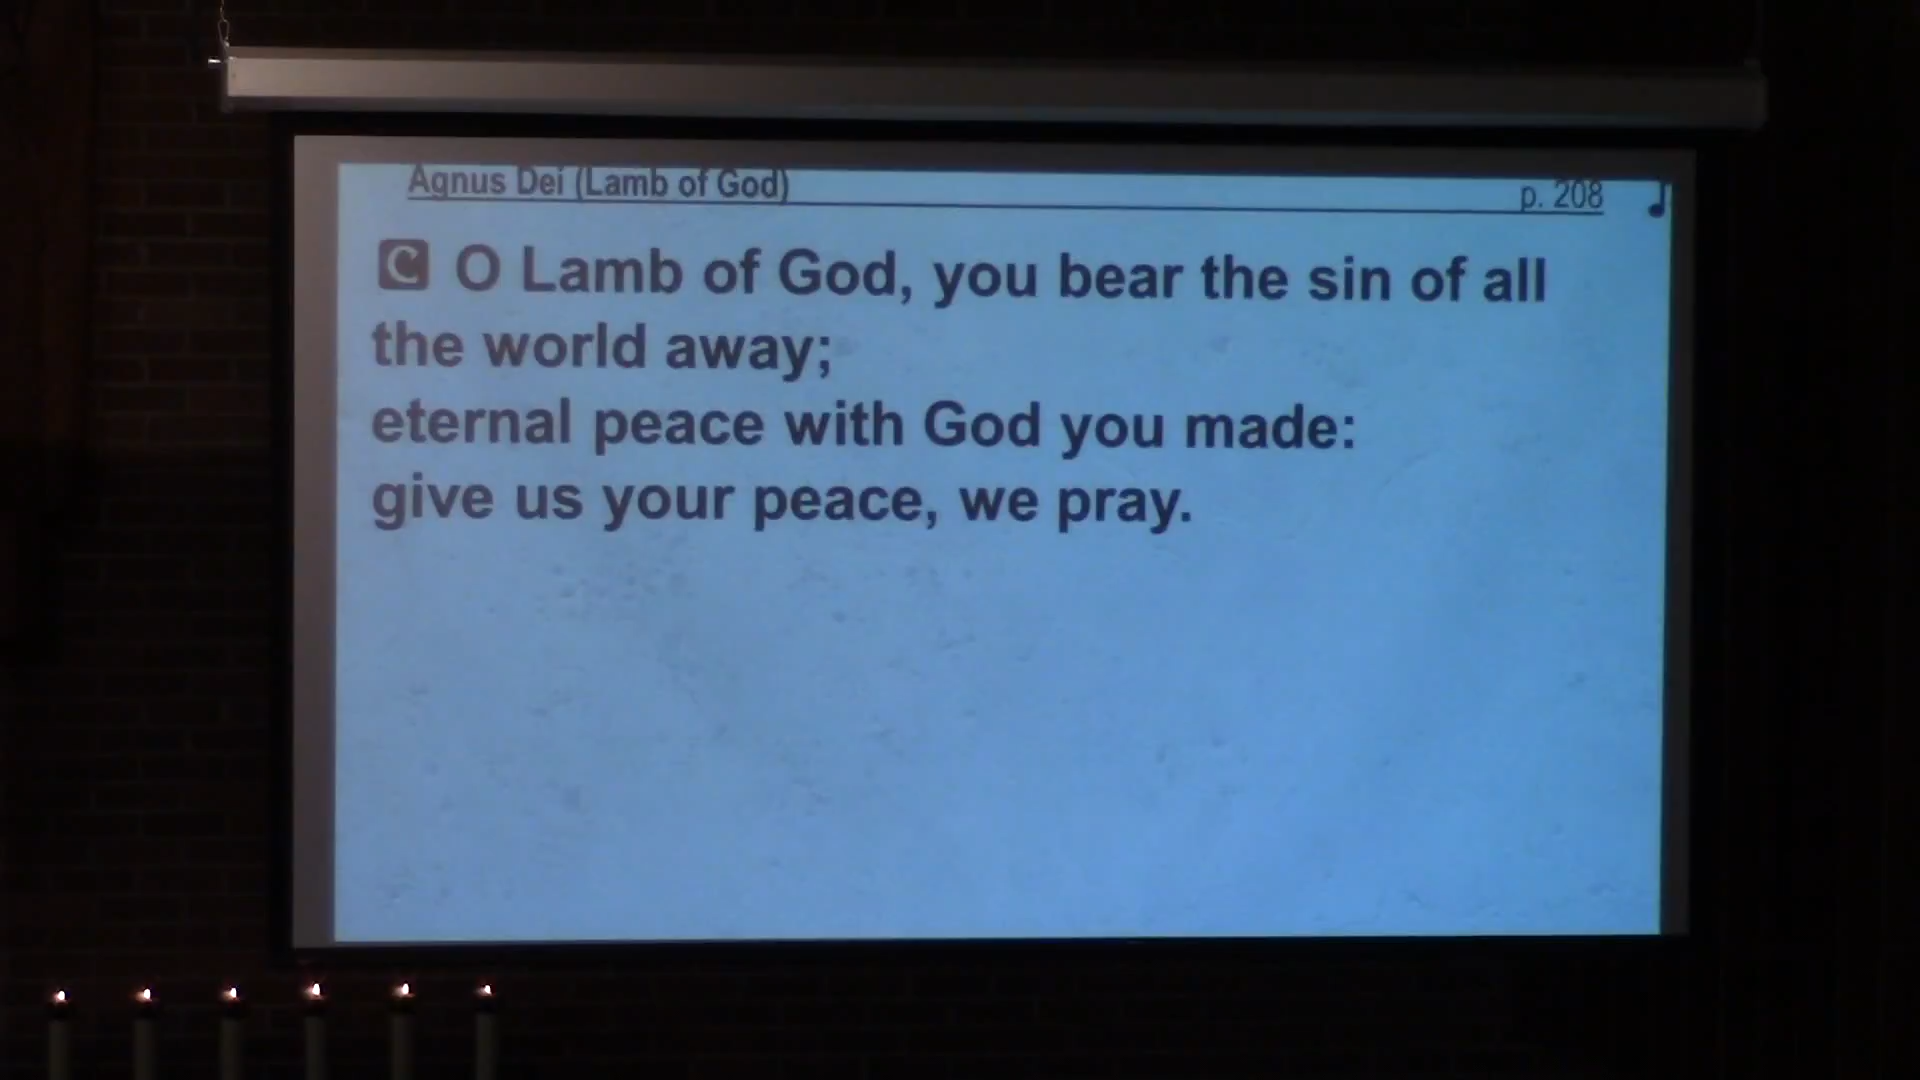 Agnus Dei (Lamb of God) p. 208
C O Lamb of God, you bear the sin of all
the world away;
eternal peace with God you made:
give us your peace, we pray.